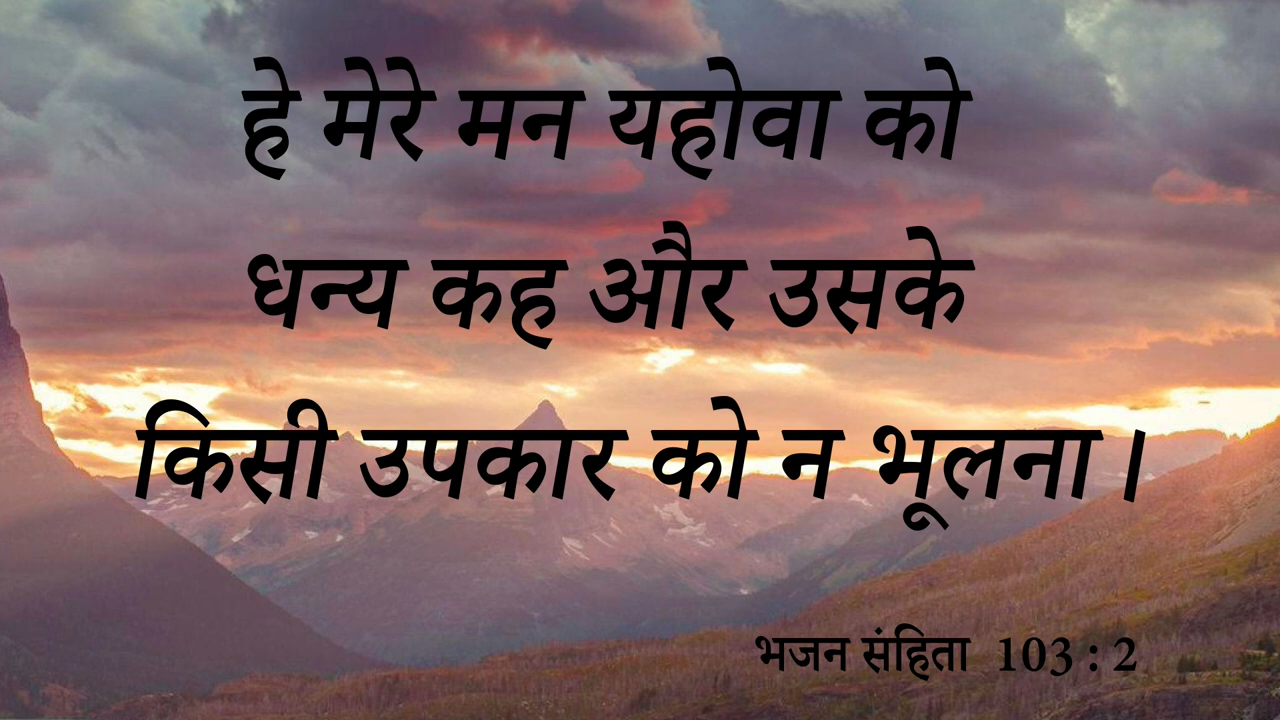 हे मेरे मन यहोवा को
धन्य कह और उसके
किसी उपकार को न भूलना।
भजन संहिता 103 : 2